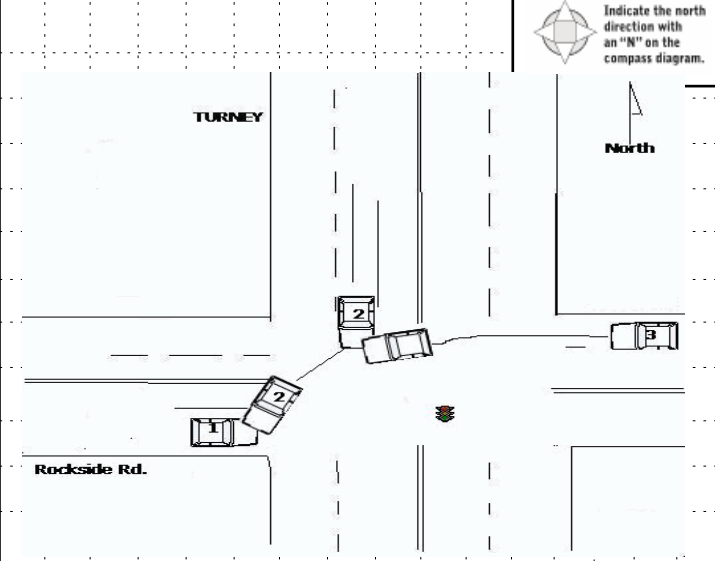 Indicate the north
direction with
an "N" on the
compass diagram.
TURNEY
North
2
3
2
1
Rockside Rd.